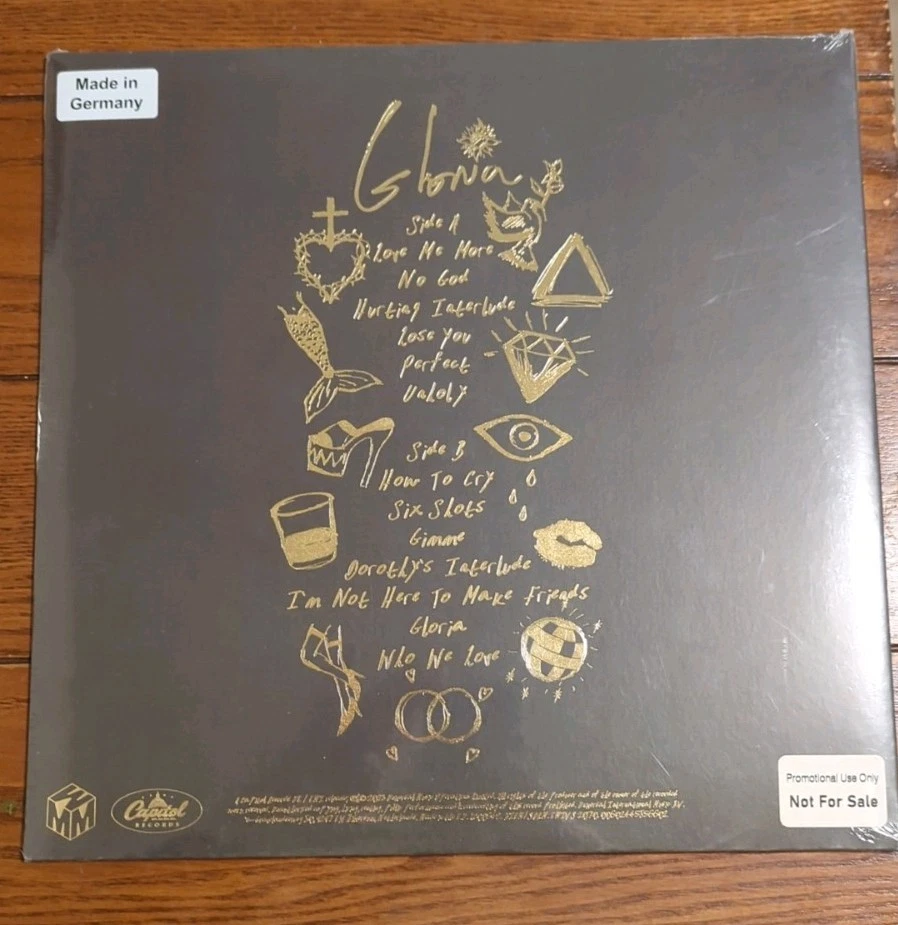 Made in
Germany
Gloria
Side A
Love Me More
No God
Hurting Interlude
Lose You
Perfect
Unholy
Side B
How To Cry
Six Shots
Gimme
Dorothy's Interlude
I'm Not Here To Make Friends
Gloria
Who We Love
Capitol
RECORDS
Promotional Use Only
Not For Sale